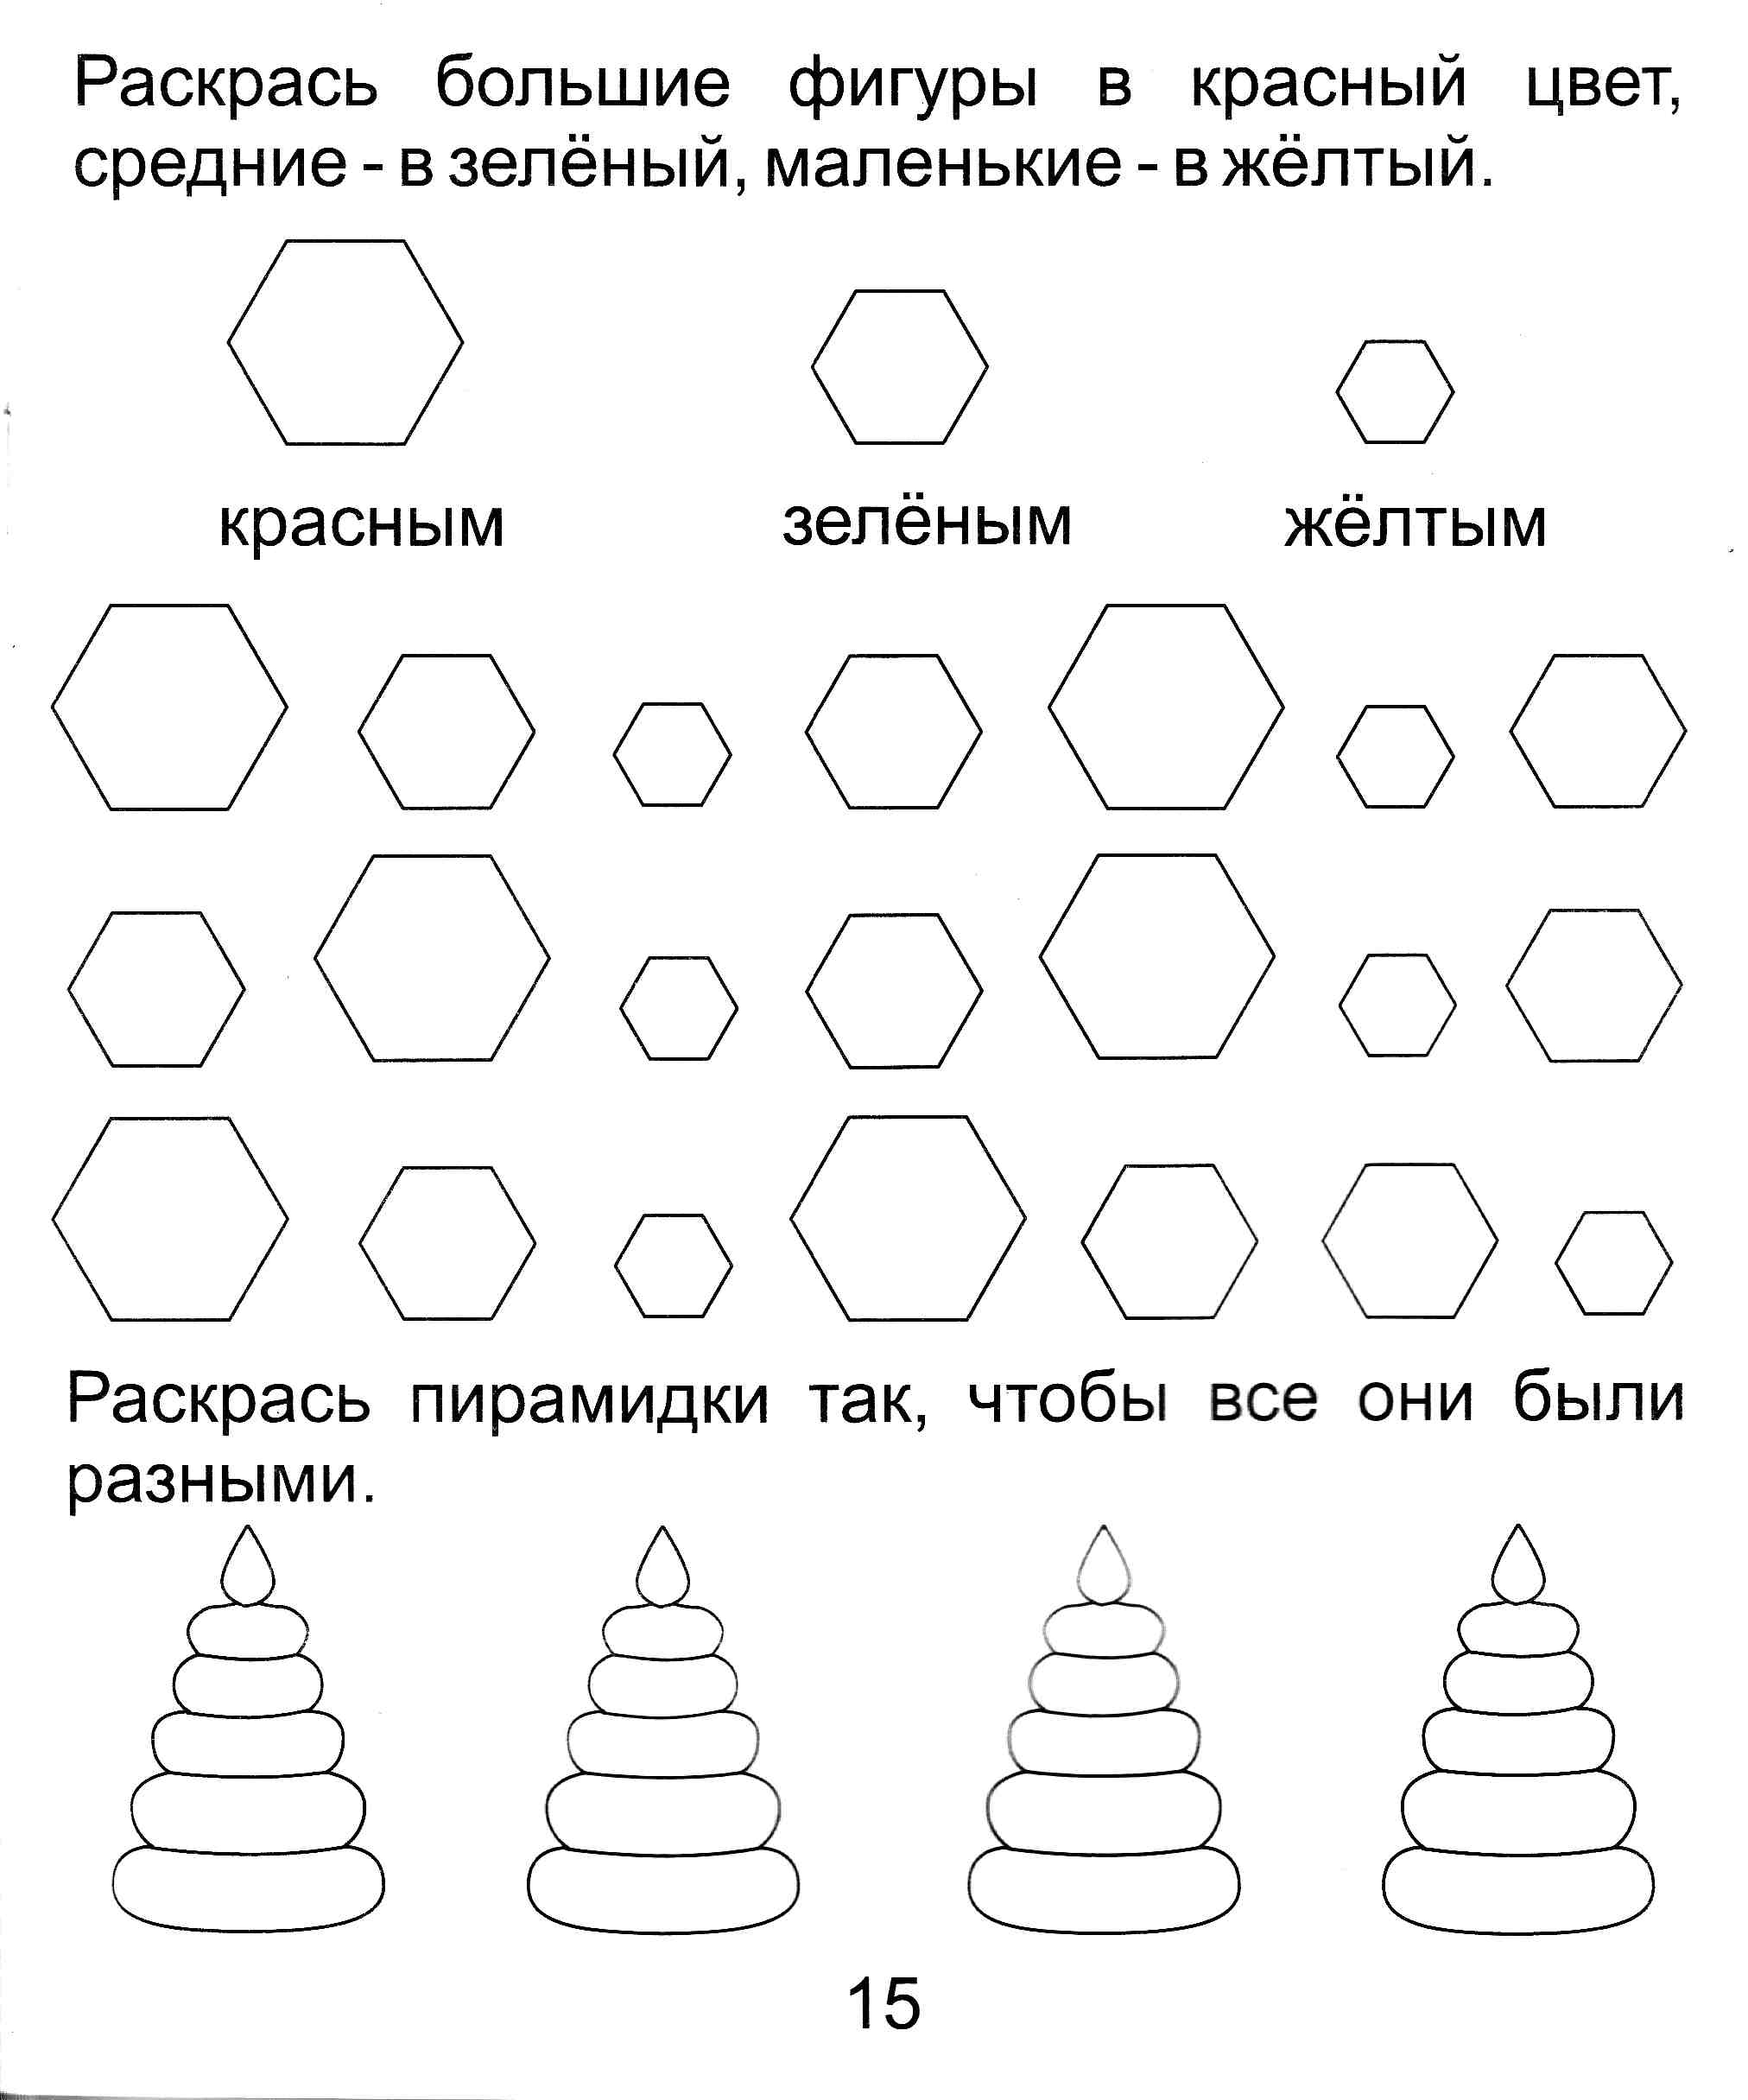 Раскрась большие фигуры в красный цвет,
средние - в зелёный, маленькие - в жёлтый.
красным зелёным жёлтым
Раскрась пирамидки так, чтобы все они были
разными.
15